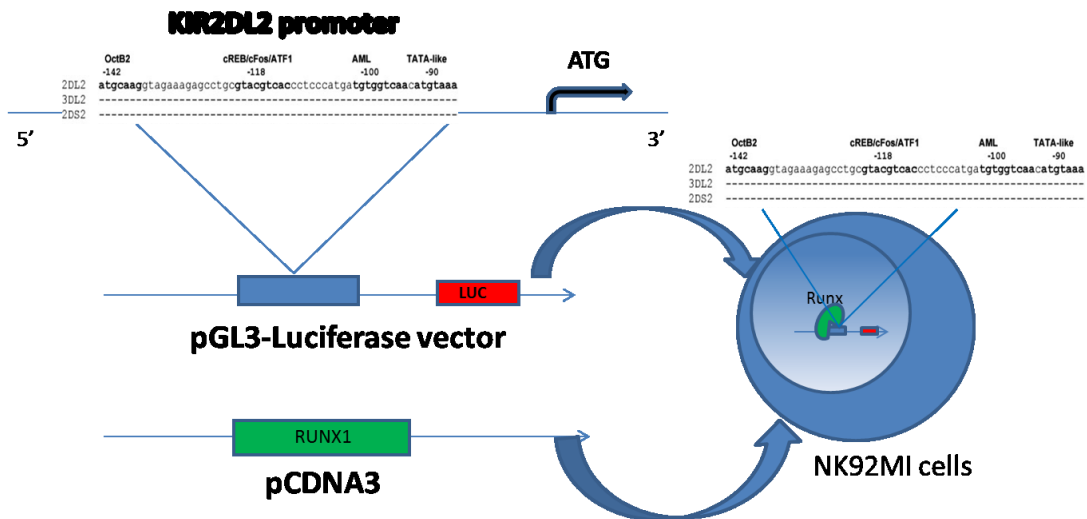 KIR2DL2 promoter
OctB2 cREB/cFos/ATF1 AML TATA-like
-142 -118 -100 -90
2DL2 atgcaaggtagaaagagcctgcgtacgtcaccctcccatgatgtggtcaacatgtaaa
3DL2 ----------------------------------------------------------
2DS2 ----------------------------------------------------------
ATG
5’ 3’
OctB2 cREB/cFos/ATF1 AML TATA-like
-142 -118 -100 -90
2DL2 atgcaaggtagaaagagcctgcgtacgtcaccctcccatgatgtggtcaacatgtaaa
3DL2 ----------------------------------------------------------
2DS2 ----------------------------------------------------------
LUC
pGL3-Luciferase vector
Runx
RUNX1
pCDNA3
NK92MI cells